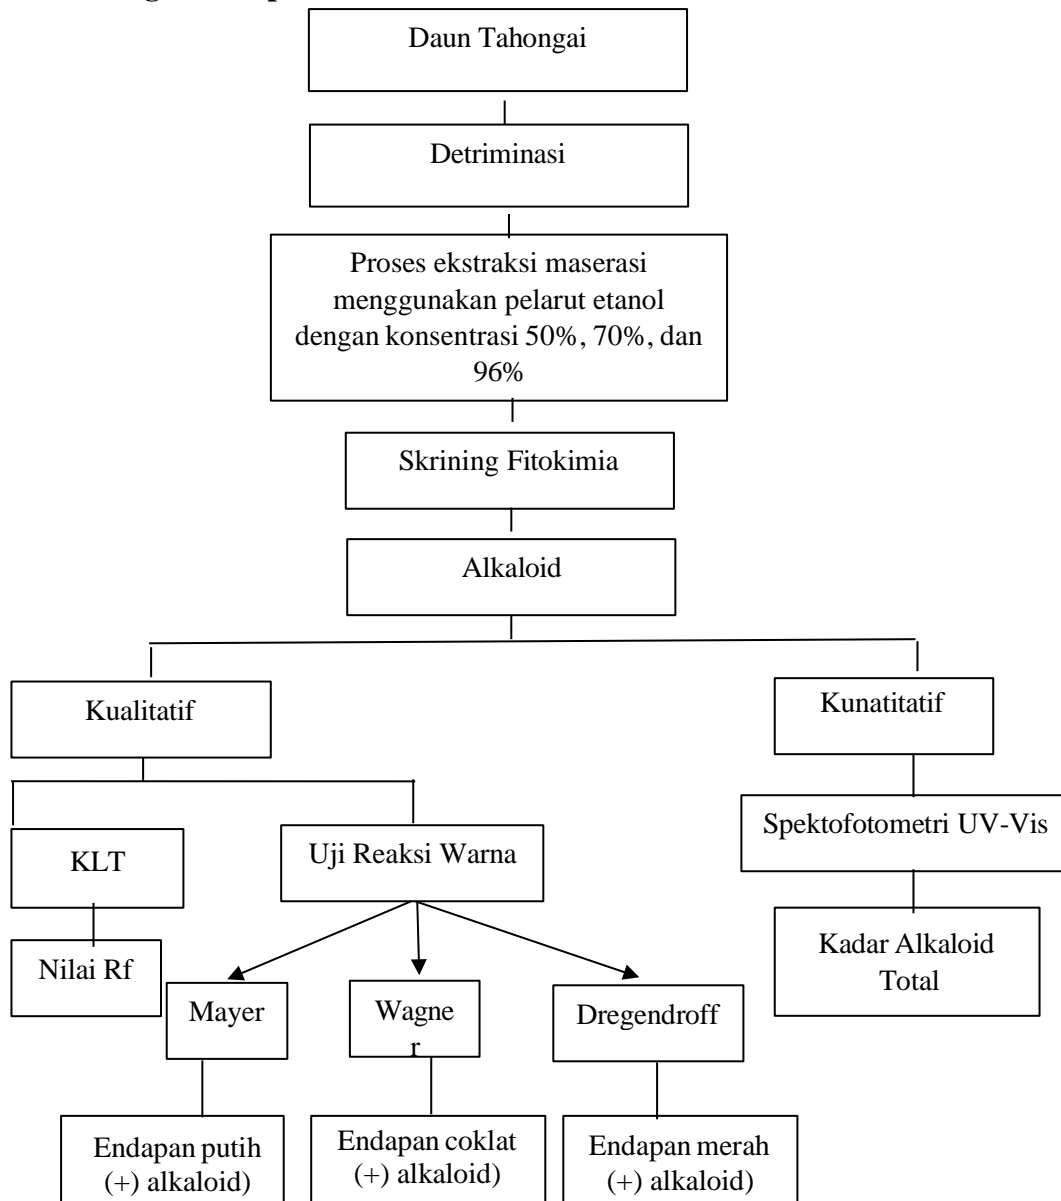 Daun Tahongai
Detriminasi
Proses ekstraksi maserasi
menggunakan pelarut etanol
dengan konsentrasi 50%, 70%, dan
96%
Skrining Fitokimia
Alkaloid
Kualitatif
Kunatitatif
KLT
Uji Reaksi Warna
Spektofotometri UV-Vis
Nilai Rf
Mayer
Wagne
r
Dregendroff
Kadar Alkaloid
Total
Endapan putih
(+) alkaloid)
Endapan coklat
(+) alkaloid)
Endapan merah
(+) alkaloid)